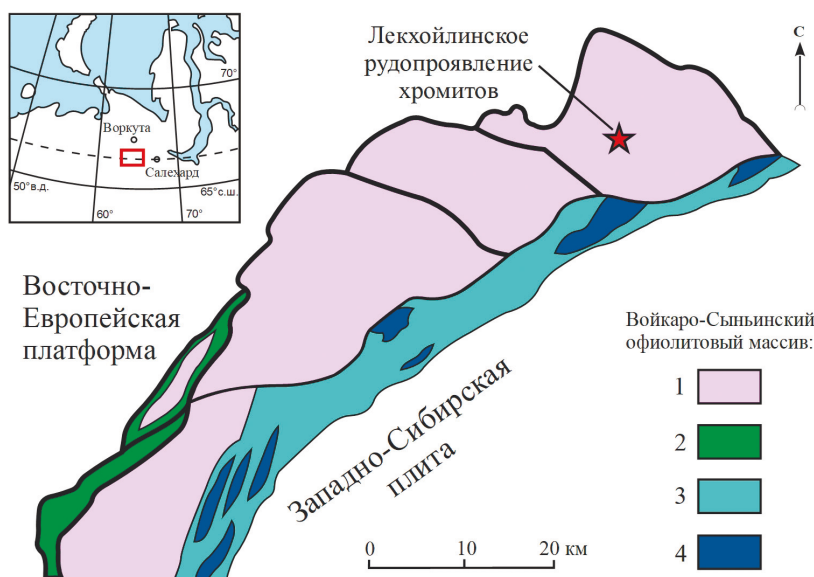 Лекхойлинское
рудопроявление
хромитов
С
70°
Воркута
Салехард
50°в.д.
65°с.ш.
60°
70°
Восточно-
Европейская
платформа
Западно-Сибирская
плита
Войкаро-Сыньинский
офиолитовый массив:
1
2
3
4
0 10 20 км